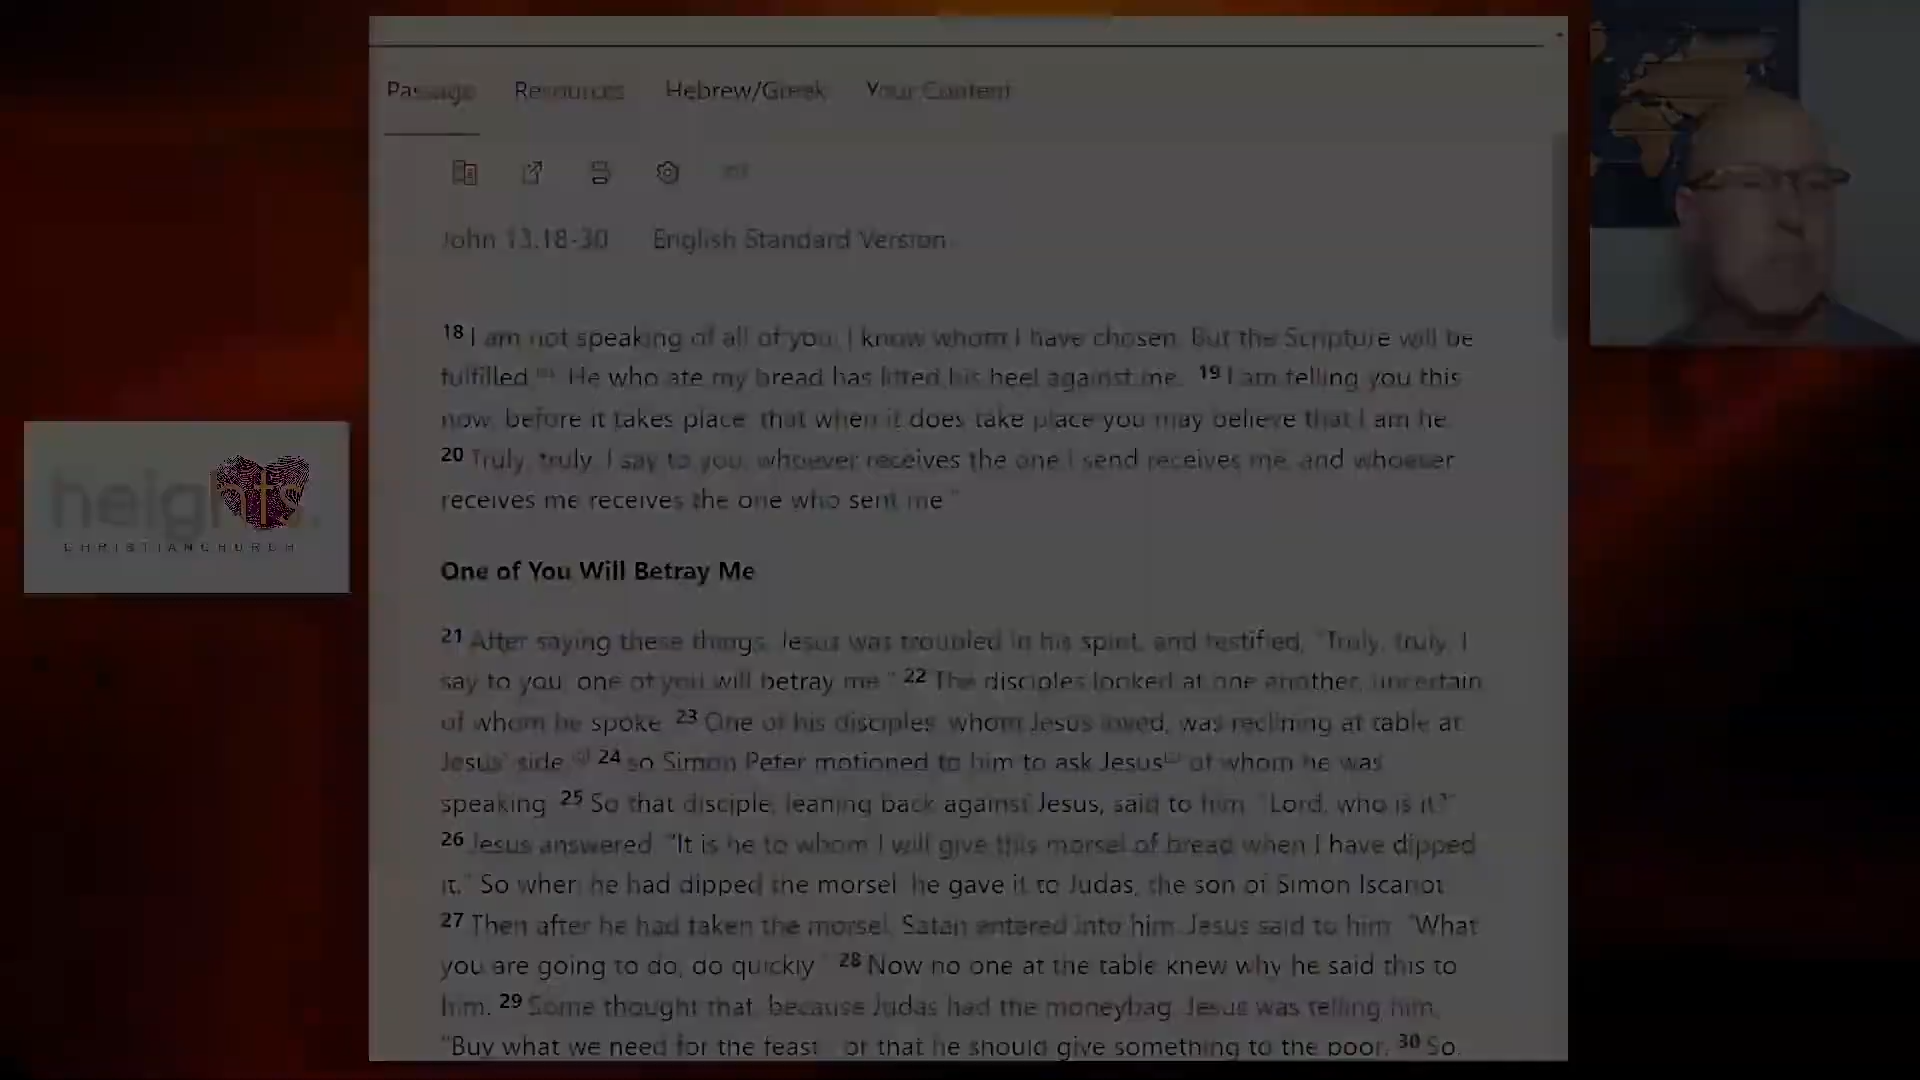 Passage Resources Hebrew/Greek Your Content
John 13.18-30 English Standard Version
18 I am not speaking of all of you; I know whom I have chosen. But the Scripture will be
fulfilled, He who ate my bread has lifted his heel against me. 19 I am telling you this
now, before it takes place, that when it does take place you may believe that I am he.
20 Truly, truly, I say to you, whoever receives the one I send receives me, and whoever
receives me receives the one who sent me."
One of You Will Betray Me
21 After saying these things, Jesus was troubled in his spirit, and testified, "Truly, truly, I
say to you, one of you will betray me." 22 The disciples looked at one another, uncertain
of whom he spoke. 23 One of his disciples, whom Jesus loved, was reclining at table at
Jesus' side, 24 so Simon Peter motioned to him to ask Jesus of whom he was
speaking. 25 So that disciple, leaning back against Jesus, said to him, "Lord, who is it?"
26 Jesus answered, "It is he to whom I will give this morsel of bread when I have dipped
it." So when he had dipped the morsel, he gave it to Judas, the son of Simon Iscariot.
27 Then after he had taken the morsel, Satan entered into him. Jesus said to him, "What
you are going to do, do quickly." 28 Now no one at the table knew why he said this to
him. 29 Some thought that, because Judas had the moneybag, Jesus was telling him,
"Buy what we need for the feast," or that he should give something to the poor. 30 So,
heights.
CHRISTIANCHURCH